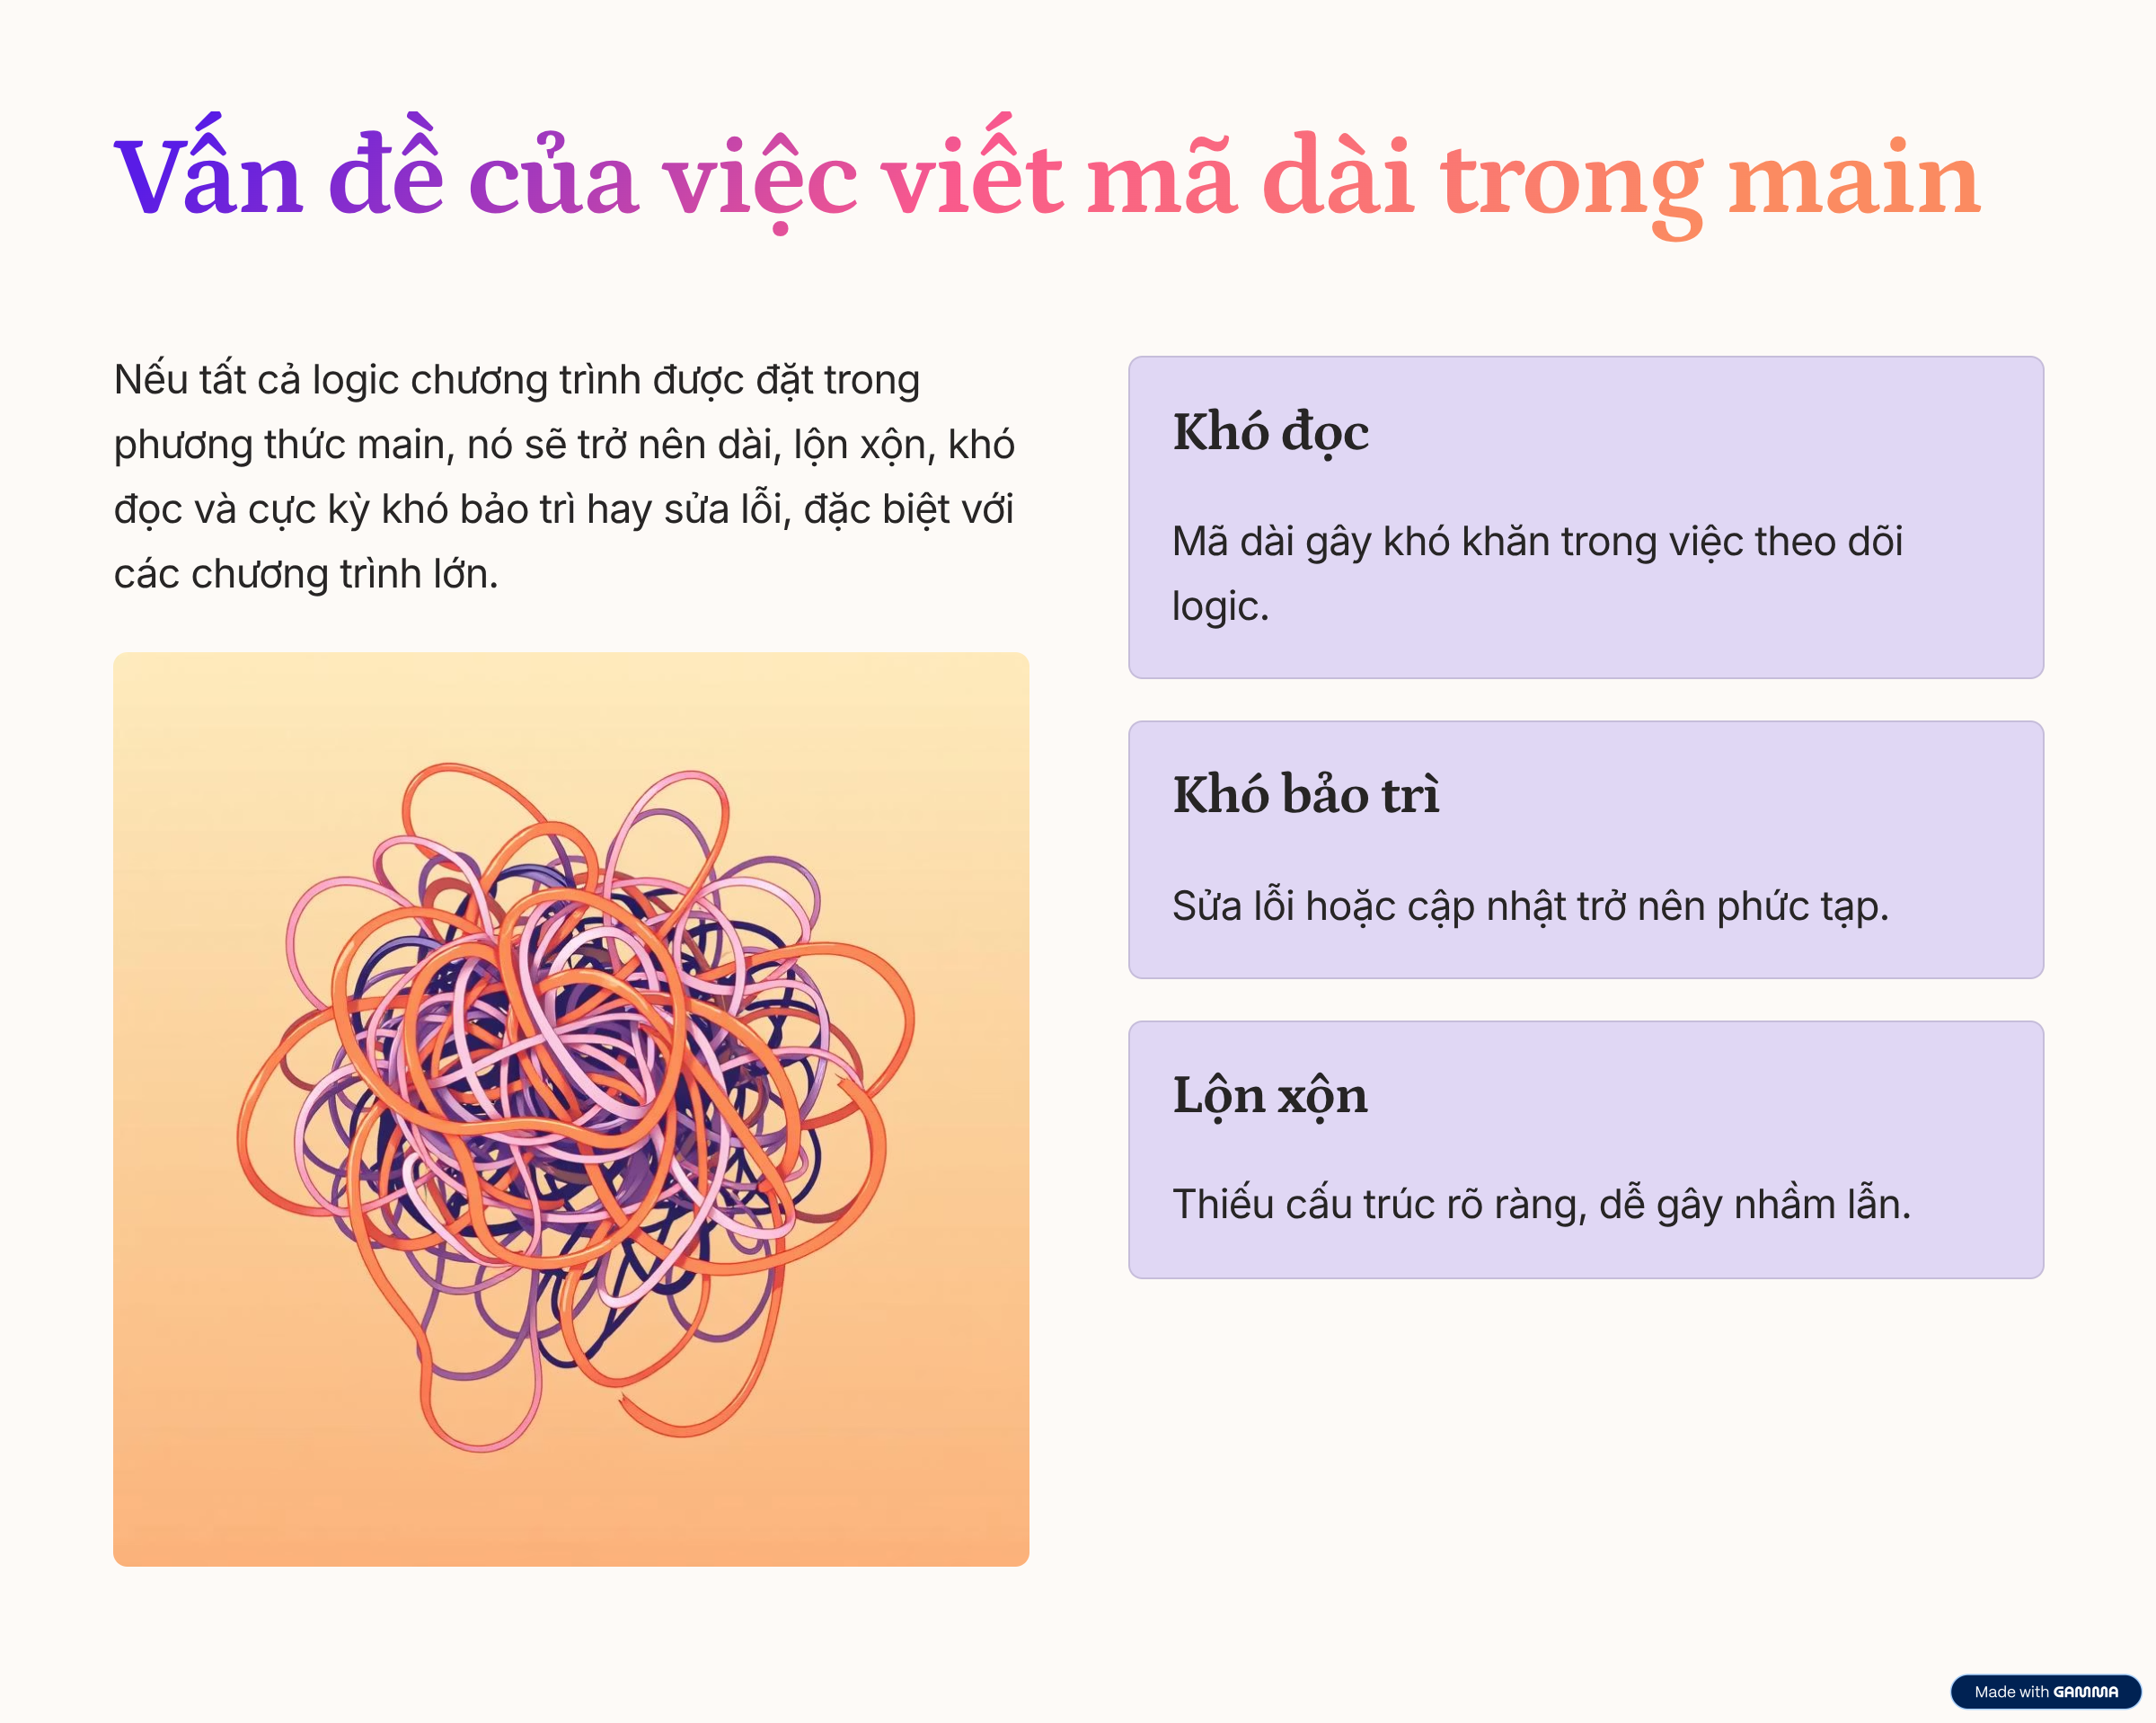 Vấn đề của việc viết mã dài trong main
Nếu tất cả logic chương trình được đặt trong
phương thức main, nó sẽ trở nên dài, lộn xộn, khó
đọc và cực kỳ khó bảo trì hay sửa lỗi, đặc biệt với
các chương trình lớn.
Khó đọc
Mã dài gây khó khăn trong việc theo dõi
logic.
Khó bảo trì
Sửa lỗi hoặc cập nhật trở nên phức tạp.
Lộn xộn
Thiếu cấu trúc rõ ràng, dễ gây nhầm lẫn.
Made with GAMMA